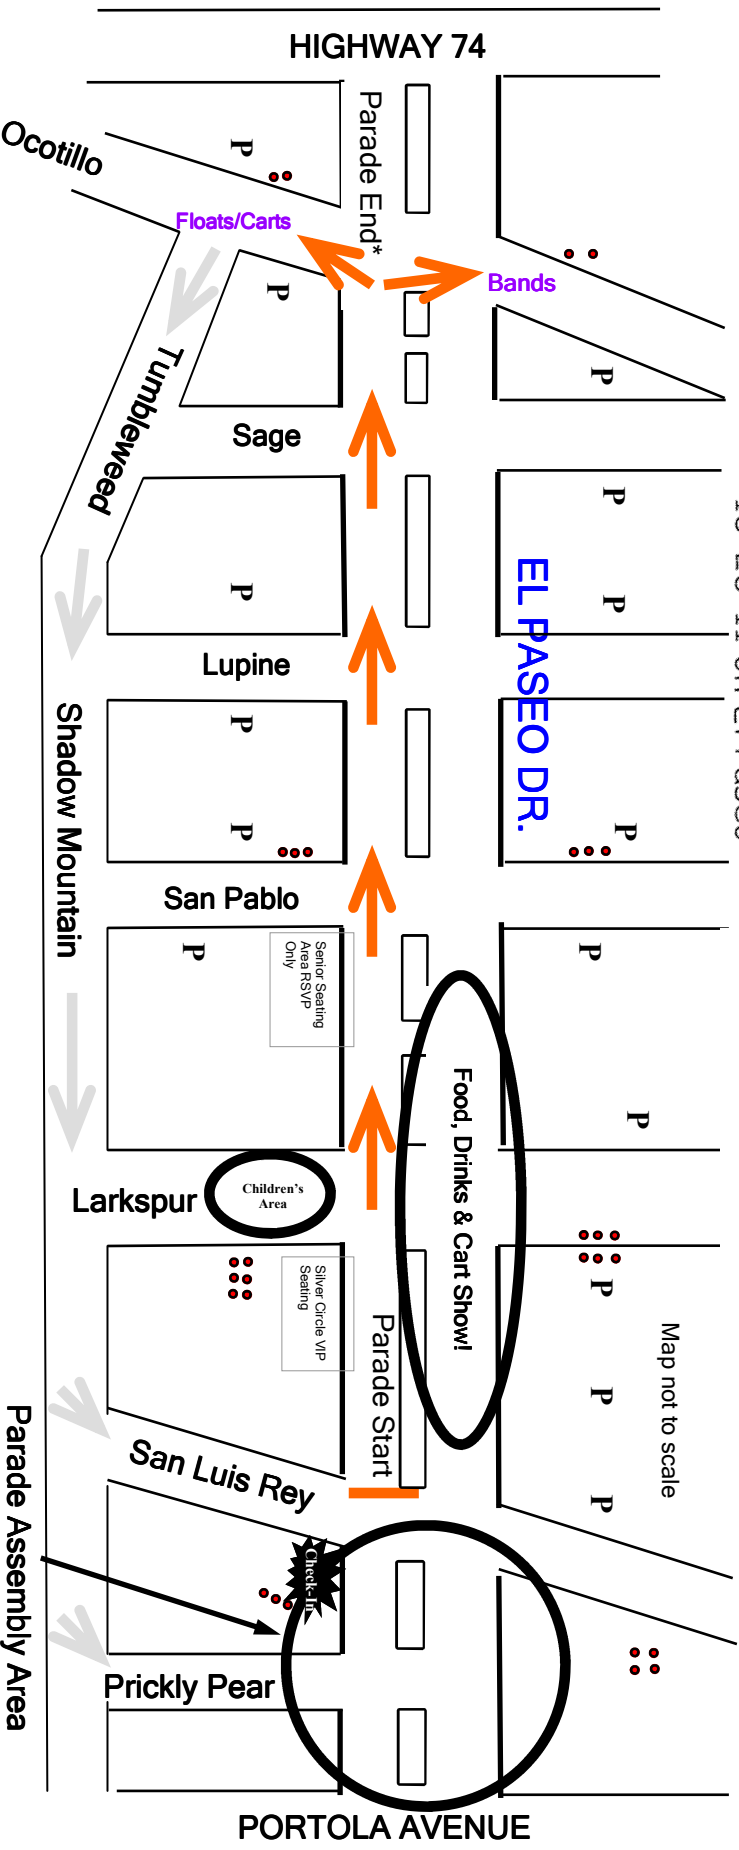 HIGHWAY 74
Parade End*
P
Ocotillo
Floats/Carts
Bands
P
P
Tumbleweed
Sage
P
P
P
EL PASEO DR.
Lupine
P
P
P
Shadow Mountain
San Pablo
P
Senior Seating
Area RSVP
Only
P
P
Food, Drinks & Cart Show!
Larkspur
Children's
Area
P
Silver Circle VIP
Seating
Parade Start
Map not to scale
P
P
San Luis Rey
Parade Assembly Area
Check-In
Prickly Pear
PORTOLA AVENUE